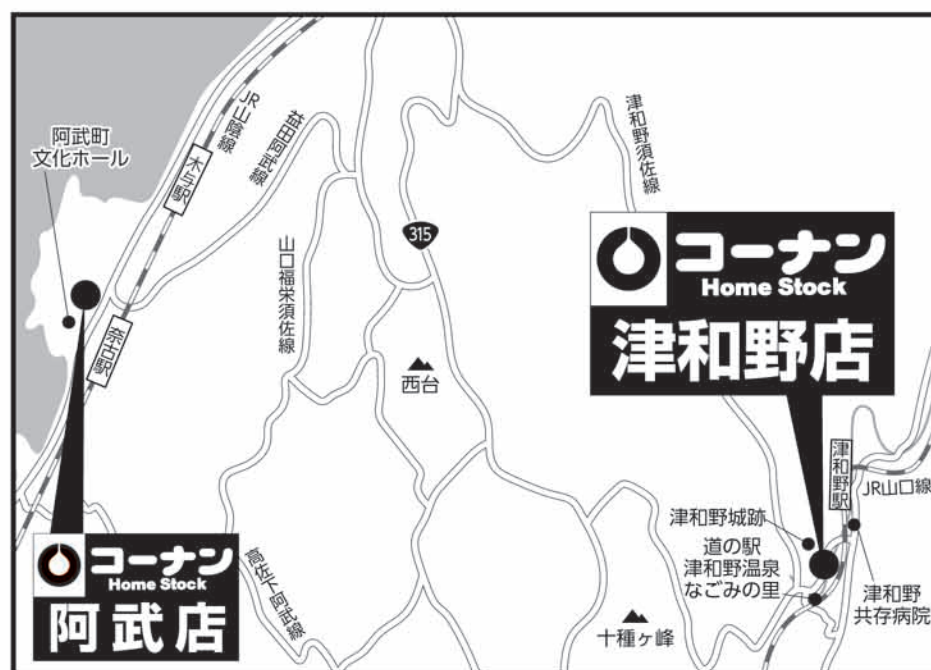 阿武町
文化ホール
JR山陰線
木与駅
益田阿武線
奈古駅
山口福栄須佐線
315
津和野須佐線
西台
コーナン
Home Stock
津和野店
津和野駅
JR山口線
津和野城跡
道の駅
津和野温泉
なごみの里
津和野
共存病院
十種ヶ峰
高佐下阿武線
コーナン
Home Stock
阿武店